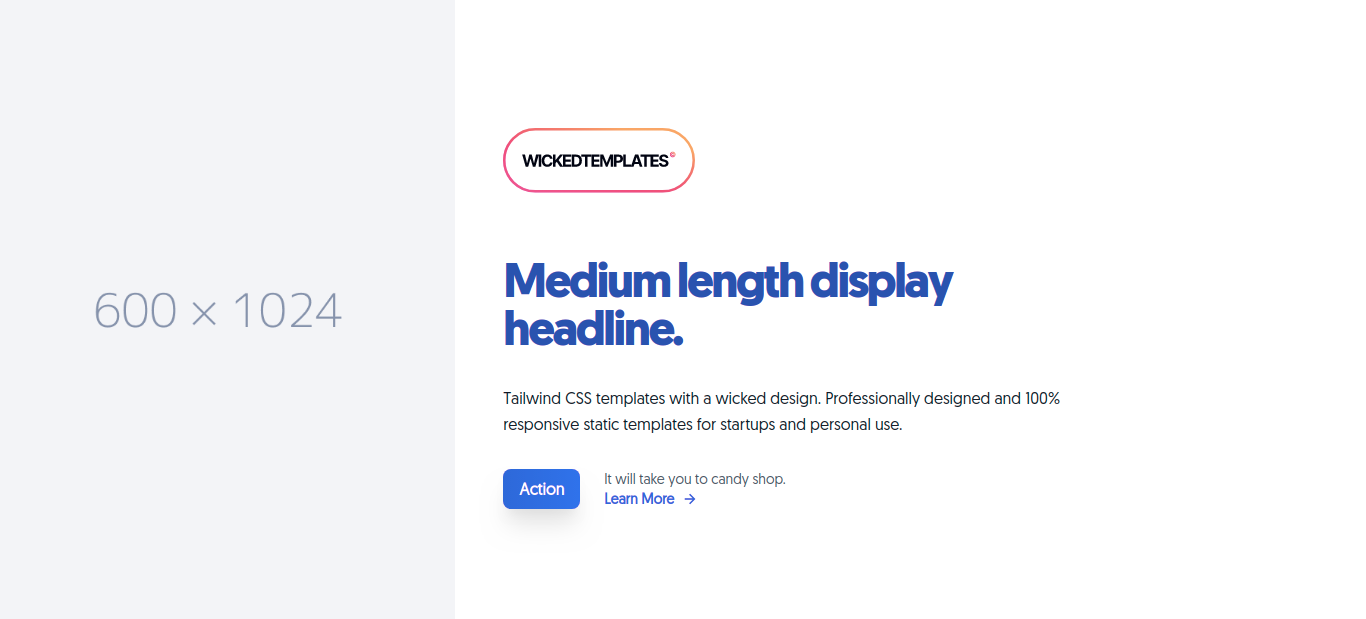 600 × 1024
WICKEDTEMPLATES
Medium length display
headline.
Tailwind CSS templates with a wicked design. Professionally designed and 100%
responsive static templates for startups and personal use.
Action
It will take you to candy shop.
Learn More →